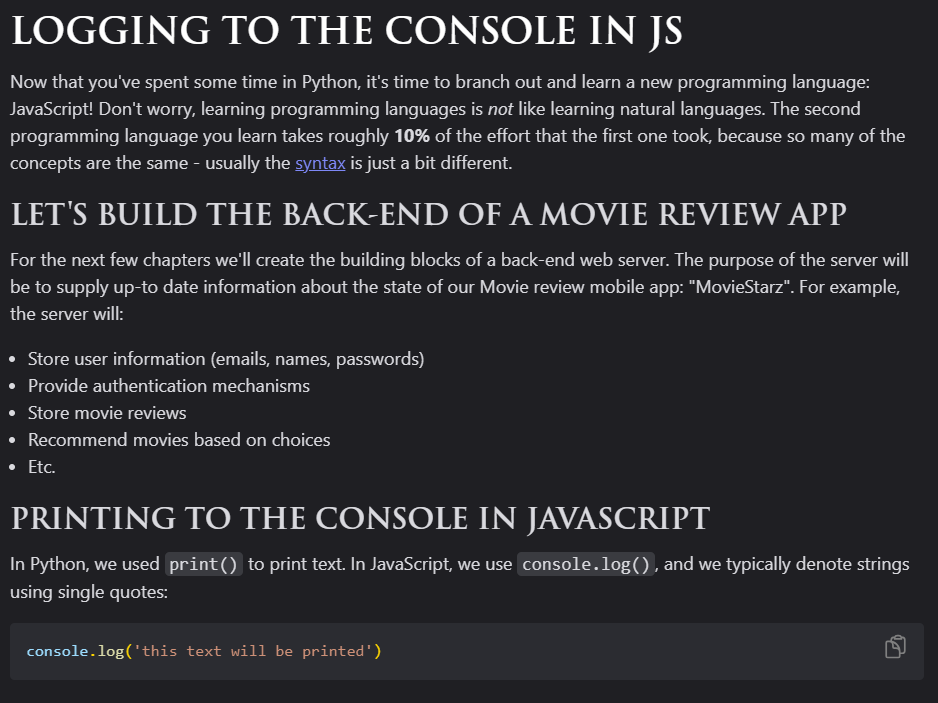 LOGGING TO THE CONSOLE IN JS
Now that you've spent some time in Python, it's time to branch out and learn a new programming language:
JavaScript! Don't worry, learning programming languages is not like learning natural languages. The second
programming language you learn takes roughly 10% of the effort that the first one took, because so many of the
concepts are the same - usually the syntax is just a bit different.
LET'S BUILD THE BACK-END OF A MOVIE REVIEW APP
For the next few chapters we'll create the building blocks of a back-end web server. The purpose of the server will
be to supply up-to date information about the state of our Movie review mobile app: "MovieStarz". For example,
the server will:
• Store user information (emails, names, passwords)
• Provide authentication mechanisms
• Store movie reviews
• Recommend movies based on choices
• Etc.
PRINTING TO THE CONSOLE IN JAVASCRIPT
In Python, we used print() to print text. In JavaScript, we use console.log(), and we typically denote strings
using single quotes:
console.log('this text will be printed')